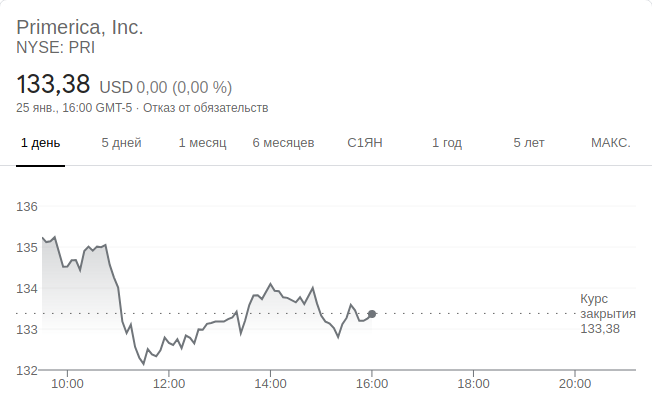 Primerica, Inc.
NYSE: PRI
133,38 USD 0,00 (0,00 %)
25 янв., 16:00 GMT-5 · Отказ от обязательств
1 день 5 дней 1 месяц 6 месяцев С1ЯН 1 год 5 лет МАКС.
136
135
134
133
132
Курс
закрытия
133,38
10:00 12:00 14:00 16:00 18:00 20:00